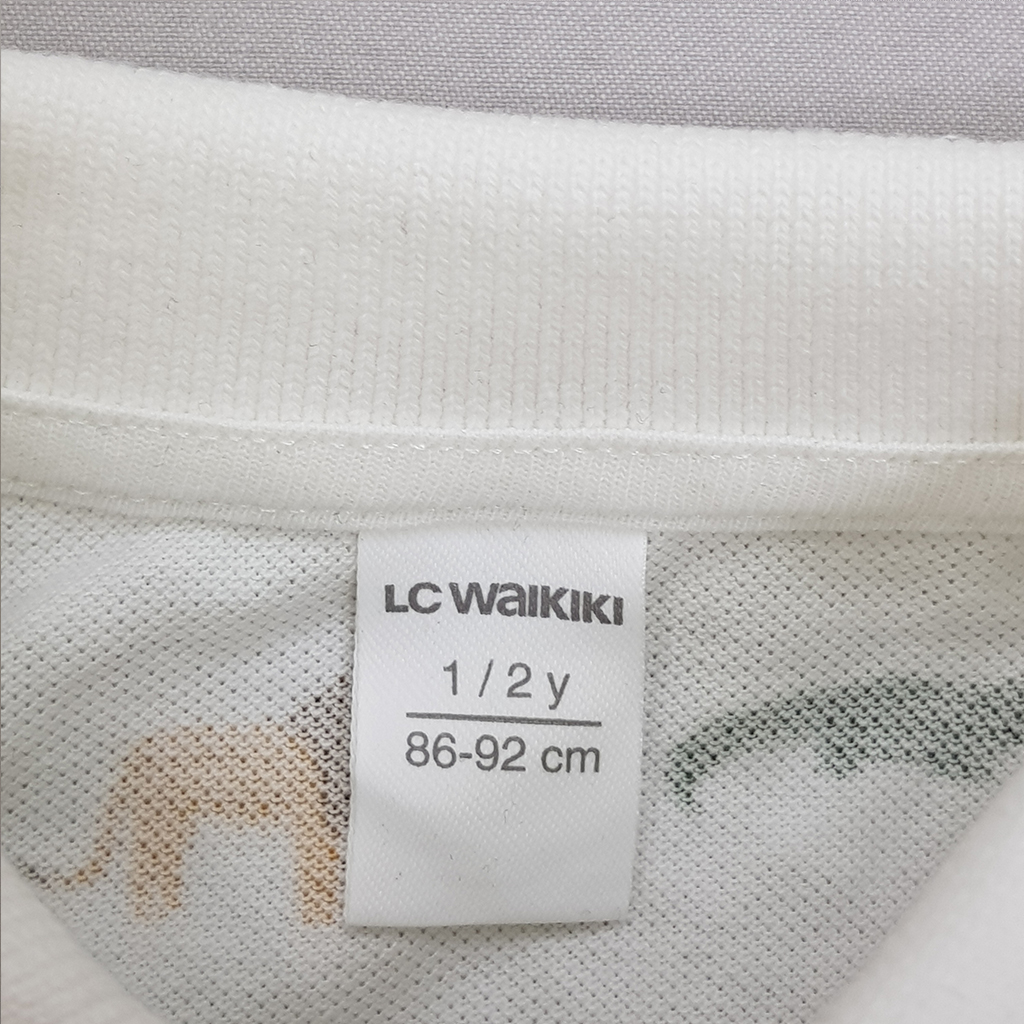 LC WAIKIKI
1 / 2 y
86-92 cm